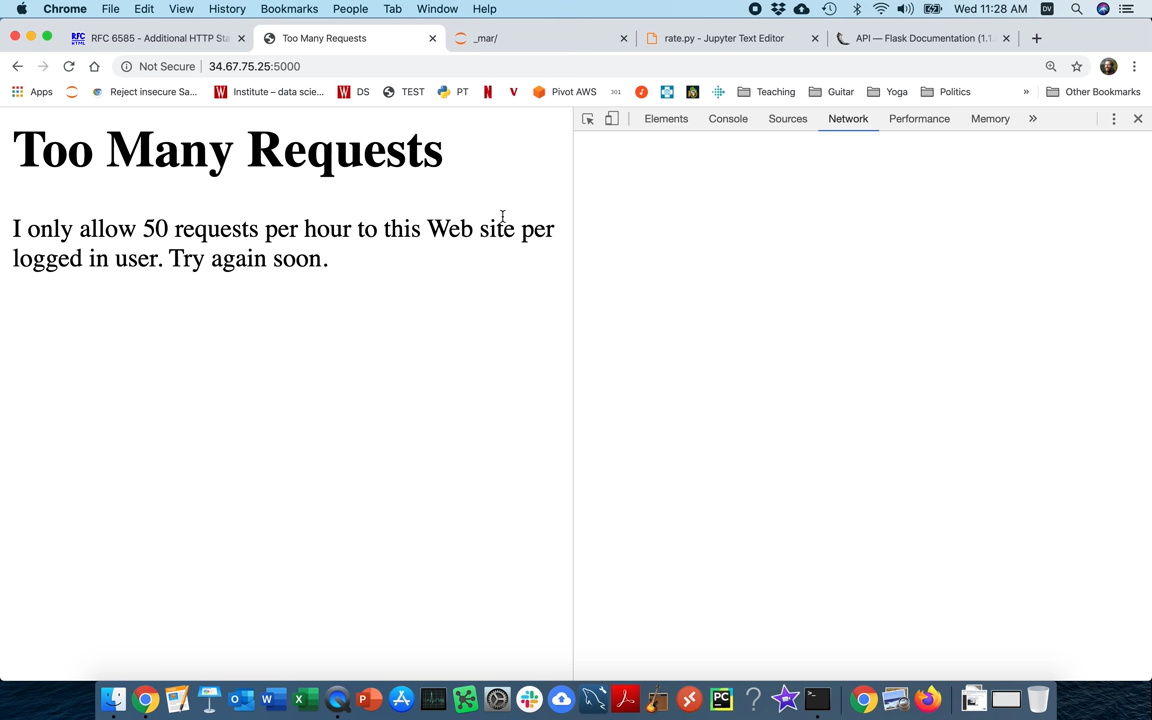 Chrome File Edit View History Bookmarks People Tab Window Help Wed 11:28 AM DV
RFC HTML RFC 6585 - Additional HTTP Sta Too Many Requests _mar/ rate.py - Jupyter Text Editor API — Flask Documentation (1.1.
Not Secure 34.67.75.25:5000
Apps Reject insecure Sa... Institute – data scie... DS TEST PT Pivot AWS Teaching Guitar Yoga Politics » Other Bookmarks
Elements Console Sources Network Performance Memory »
Too Many Requests
I only allow 50 requests per hour to this Web site per
logged in user. Try again soon.